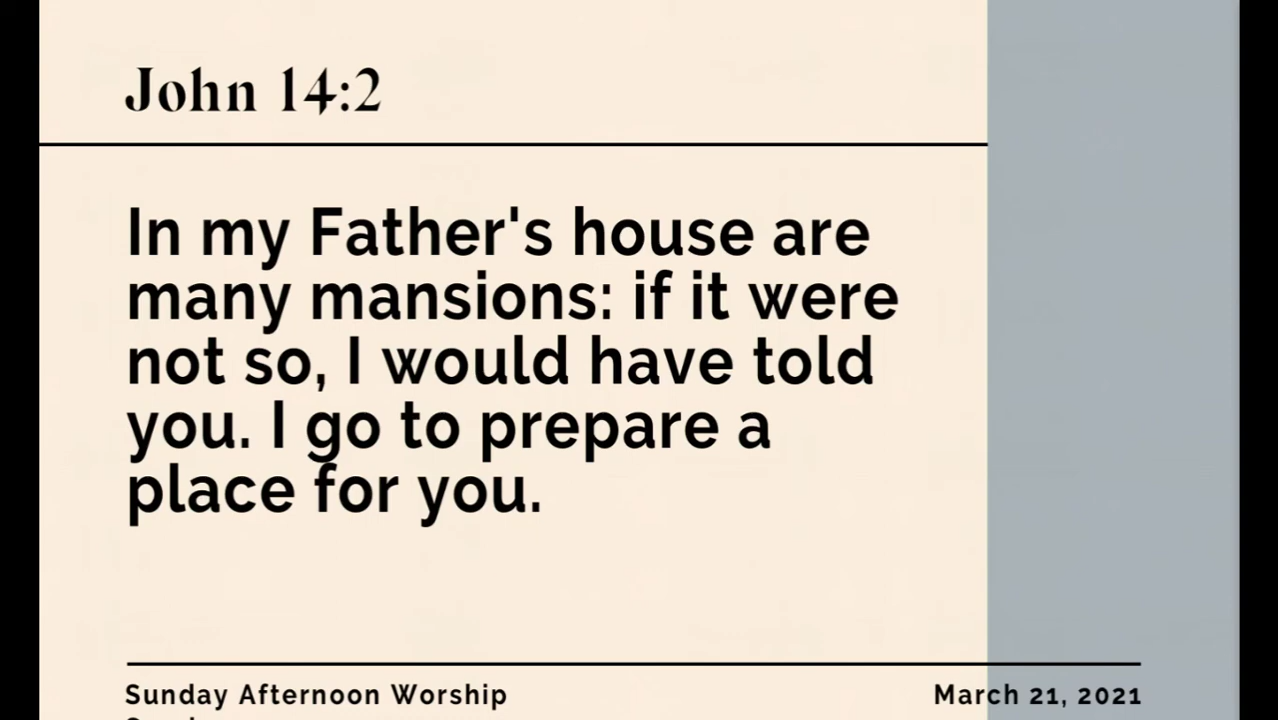 John 14:2
In my Father's house are
many mansions: if it were
not so, I would have told
you. I go to prepare a
place for you.
Sunday Afternoon Worship
March 21, 2021